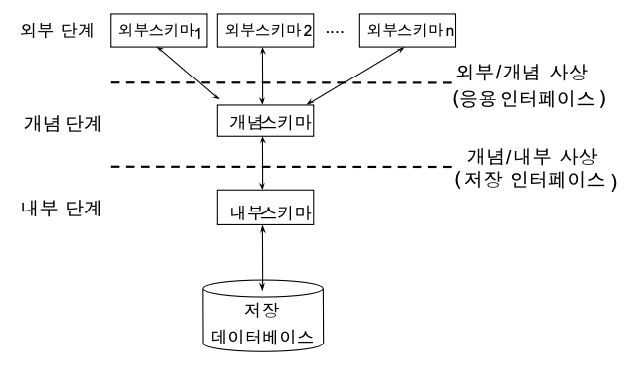 외부 단계 외부스키마1 외부스키마2 .... 외부스키마n
외부/개념 사상
(응용인터페이스)
개념 단계 개념스키마
개념/내부 사상
(저장 인터페이스)
내부 단계 내부스키마
저장
데이터베이스